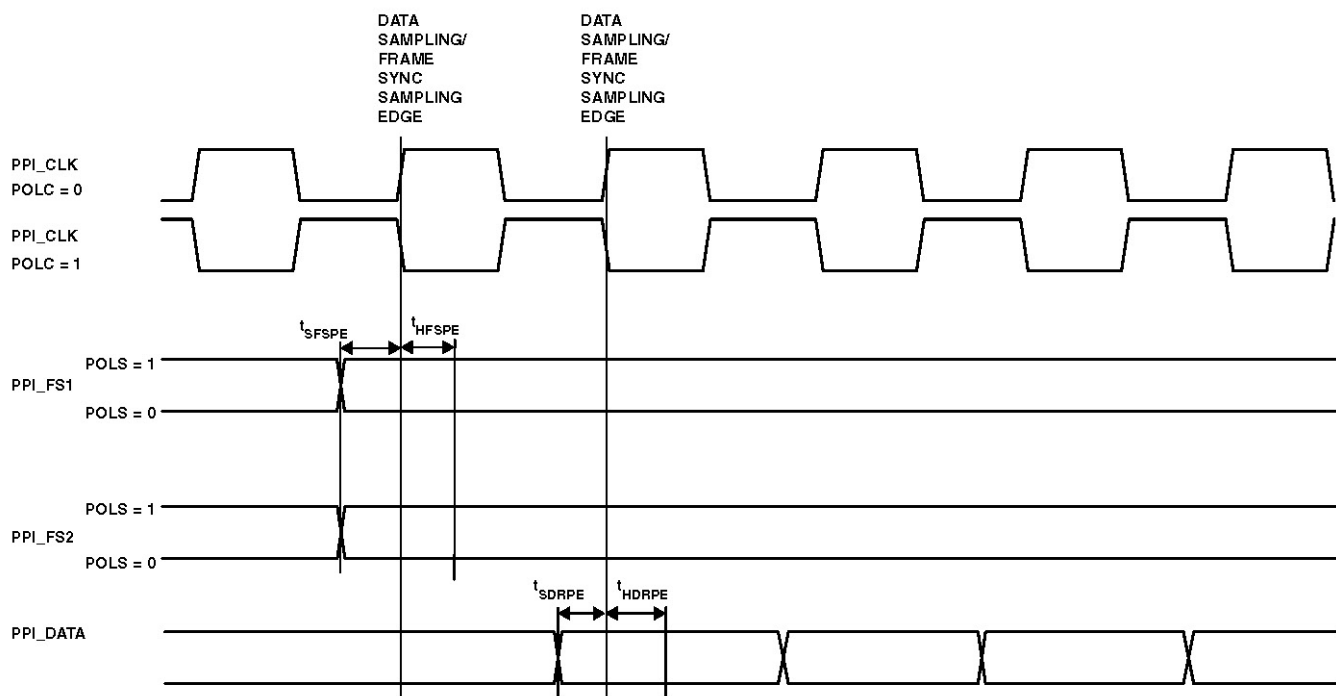 DATA
SAMPLING/
FRAME
SYNC
SAMPLING
EDGE
DATA
SAMPLING/
FRAME
SYNC
SAMPLING
EDGE
PPI_CLK
POLC = 0
PPI_CLK
POLC = 1
tSFSPE
tHFSPE
POLS = 1
PPI_FS1
POLS = 0
POLS = 1
PPI_FS2
POLS = 0
tSDRPE
tHDRPE
PPI_DATA